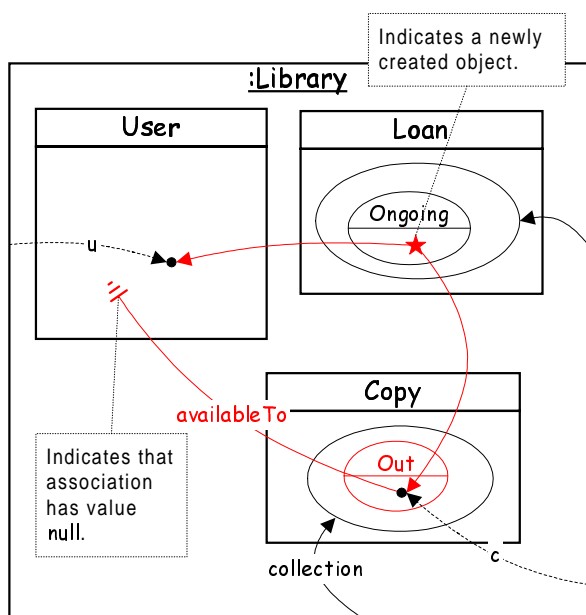 Indicates a newly
created object.
:Library
User
Loan
Ongoing
u
Copy
availableTo
Out
Indicates that
association
has value
null.
collection
c